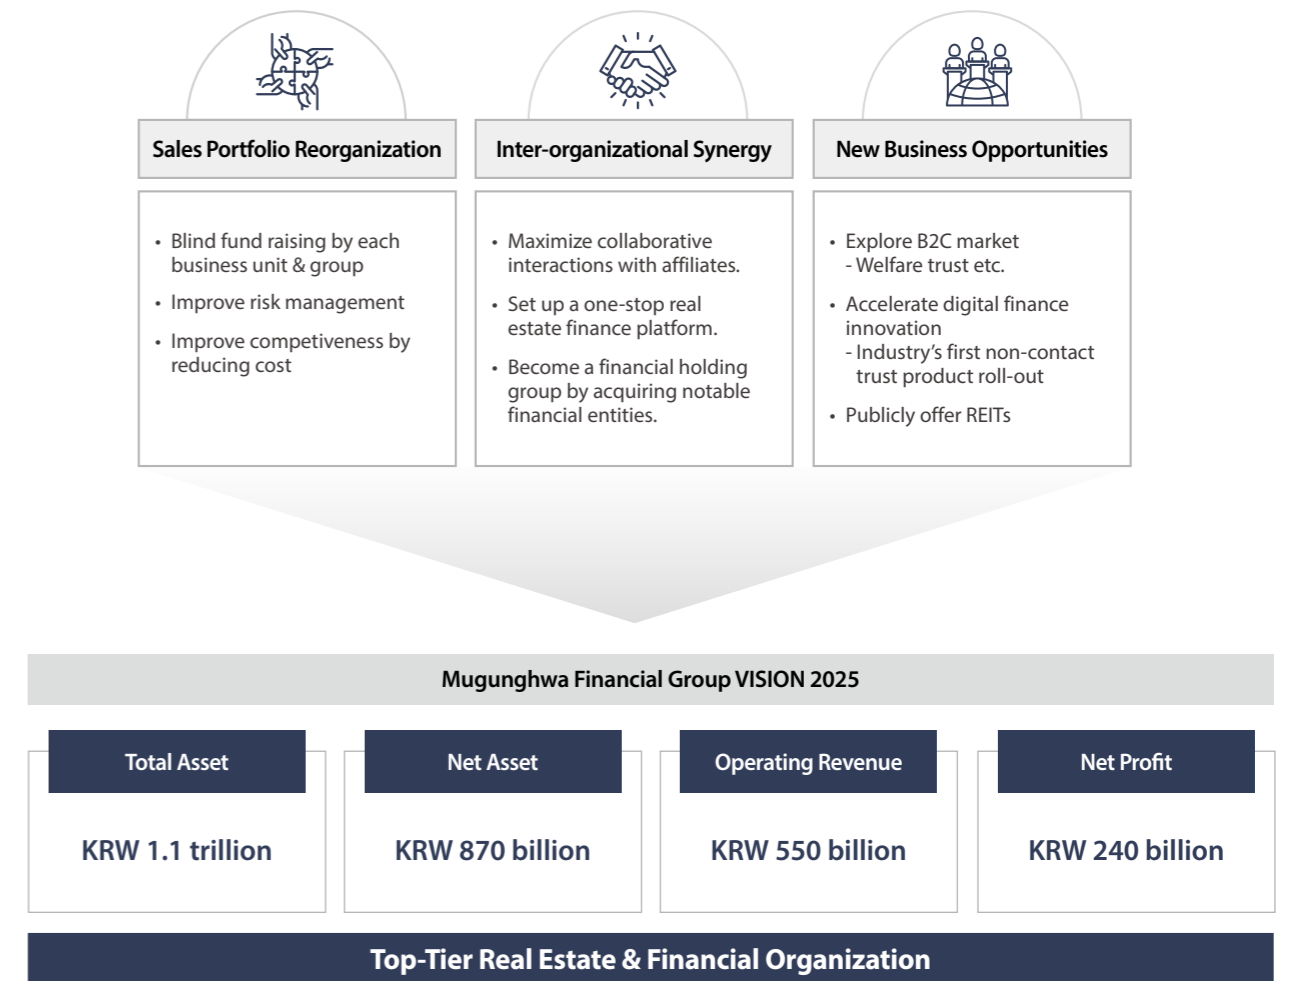 Sales Portfolio Reorganization
• Blind fund raising by each
business unit & group
• Improve risk management
• Improve competiveness by
reducing cost
Inter-organizational Synergy
• Maximize collaborative
interactions with affiliates.
• Set up a one-stop real
estate finance platform.
• Become a financial holding
group by acquiring notable
financial entities.
New Business Opportunities
• Explore B2C market
- Welfare trust etc.
• Accelerate digital finance
innovation
- Industry’s first non-contact
trust product roll-out
• Publicly offer REITs
Mugunghwa Financial Group VISION 2025
Total Asset
KRW 1.1 trillion
Net Asset
KRW 870 billion
Operating Revenue
KRW 550 billion
Net Profit
KRW 240 billion
Top-Tier Real Estate & Financial Organization